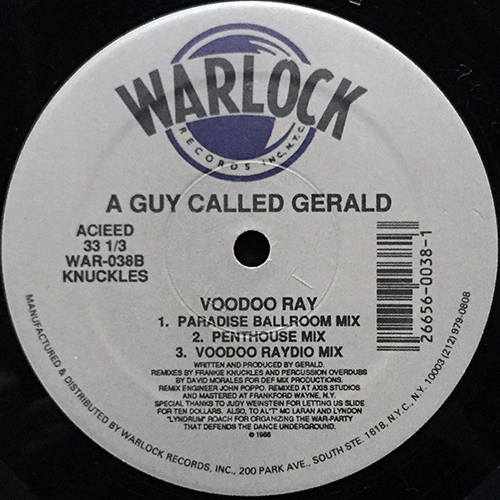 WARLOCK
RECORDS INC. N.Y.C.
A GUY CALLED GERALD
ACIEED
33 1/3
WAR-038B
KNUCKLES
26656-0038-1
VOODOO RAY
1. PARADISE BALLROOM MIX
2. PENTHOUSE MIX
3. VOODOO RAYDIO MIX
WRITTEN AND PRODUCED BY GERALD.
REMIXES BY FRANKIE KNUCKLES AND PERCUSSION OVERDUBS
BY DAVID MORALES FOR DEF MIX PRODUCTIONS.
REMIX ENGINEER JOHN POPPO. REMIXED AT AXIS STUDIOS
AND MASTERED AT FRANKFORD WAYNE, N.Y.
SPECIAL THANKS TO JUDY WEINSTEIN FOR LETTING US SLIDE
FOR TEN DOLLARS. ALSO, TO AL"T" MC LARAN AND LYNDON
"LYNDRUM" ROACH FOR ORGANIZING THE WAR-PARTY
THAT DEFENDS THE DANCE UNDERGROUND.
℗ 1988
MANUFACTURED & DISTRIBUTED BY WARLOCK RECORDS, INC., 200 PARK AVE., SOUTH STE. 1618, N.Y.C., N.Y. 10003 (212) 979-0808